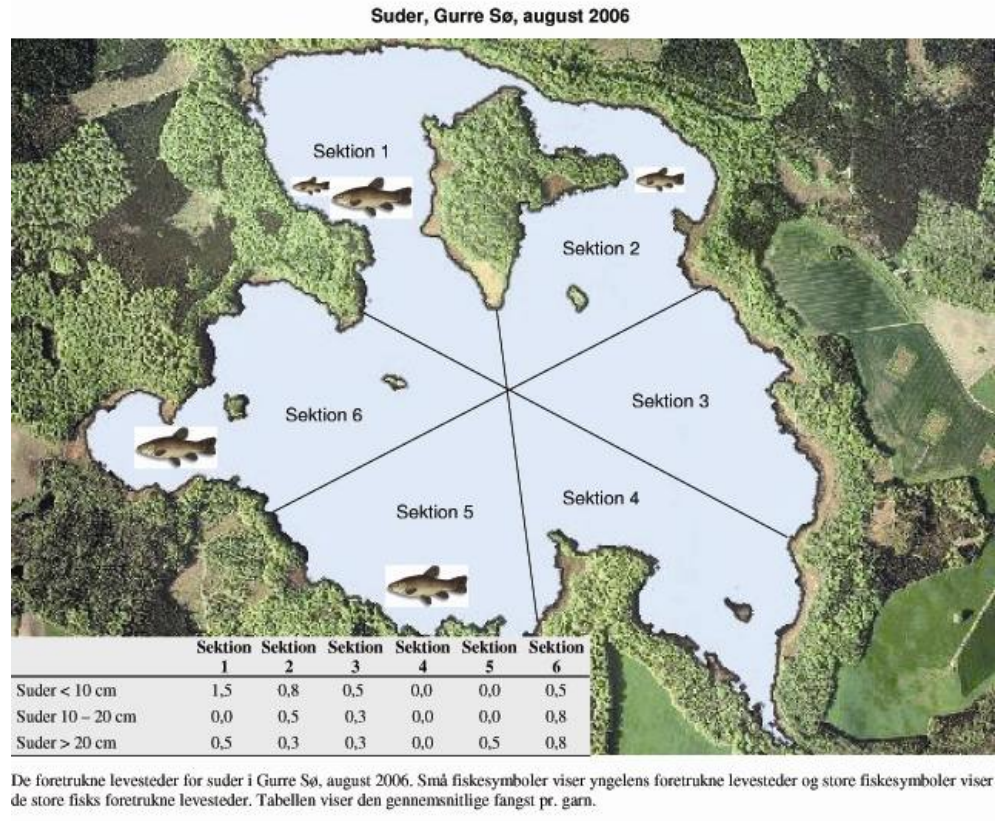 Suder, Gurre Sø, august 2006
Sektion 1
Sektion 2
Sektion 3
Sektion 6
Sektion 4
Sektion 5
Sektion Sektion Sektion Sektion Sektion Sektion
1 2 3 4 5 6
Suder < 10 cm 1,5 0,8 0,5 0,0 0,0 0,5
Suder 10 – 20 cm 0,0 0,5 0,3 0,0 0,0 0,8
Suder > 20 cm 0,5 0,3 0,3 0,0 0,5 0,8
De foretrukne levesteder for suder i Gurre Sø, august 2006. Små fiskesymboler viser yngelens foretrukne levesteder og store fiskesymboler viser
de store fisks foretrukne levesteder. Tabellen viser den gennemsnitlige fangst pr. garn.